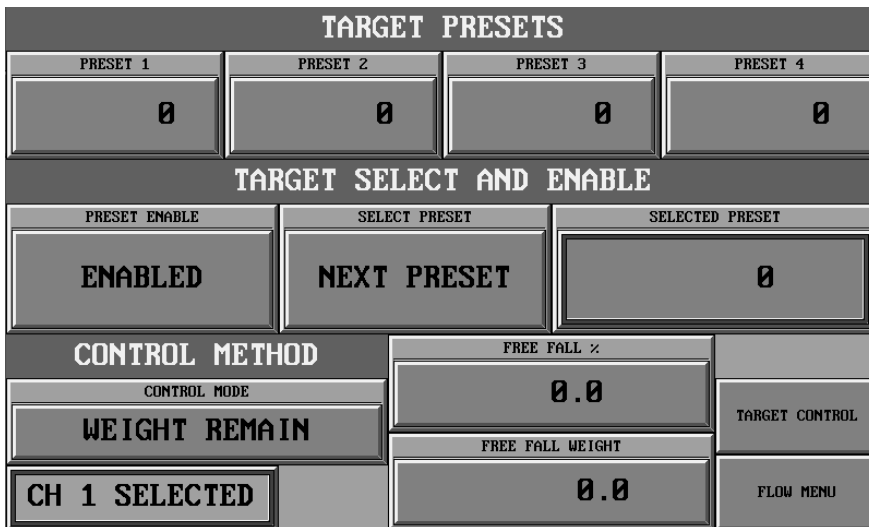 TARGET PRESETS
PRESET 1 PRESET 2 PRESET 3 PRESET 4
0 0 0 0
TARGET SELECT AND ENABLE
PRESET ENABLE SELECT PRESET SELECTED PRESET
ENABLED NEXT PRESET 0
CONTROL METHOD
FREE FALL %
0.0
CONTROL MODE
WEIGHT REMAIN
TARGET CONTROL
FREE FALL WEIGHT
0.0
CH 1 SELECTED
FLOW MENU